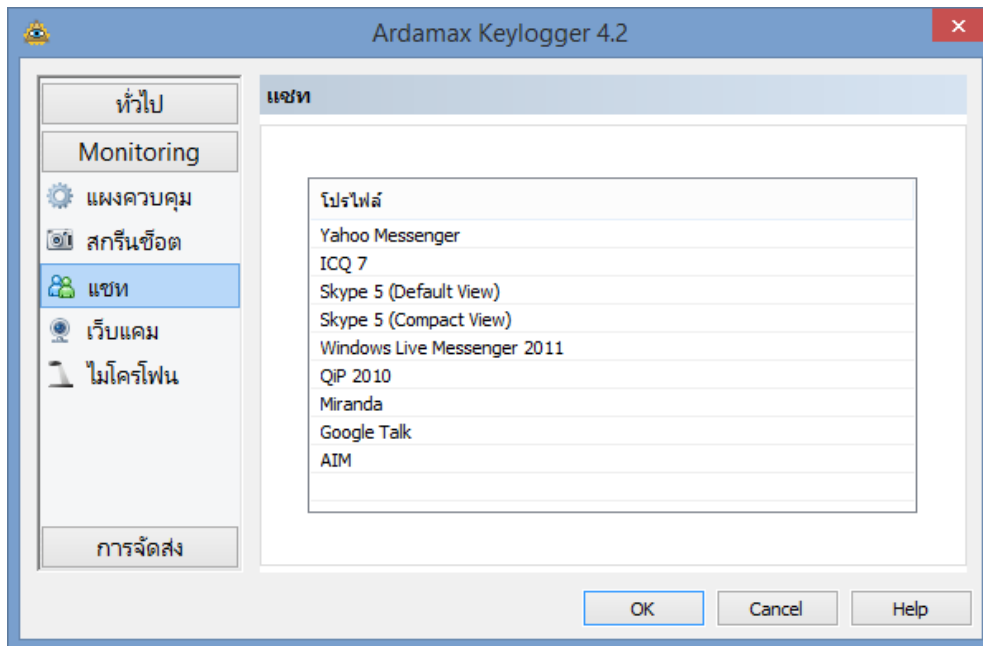 Ardamax Keylogger 4.2
ทั่วไป
Monitoring
แผงควบคุม
สกรีนช็อต
แชท
เว็บแคม
ไมโครโฟน
การจัดส่ง
แชท
โปรไฟล์
Yahoo Messenger
ICQ 7
Skype 5 (Default View)
Skype 5 (Compact View)
Windows Live Messenger 2011
QiP 2010
Miranda
Google Talk
AIM
OK
Cancel
Help